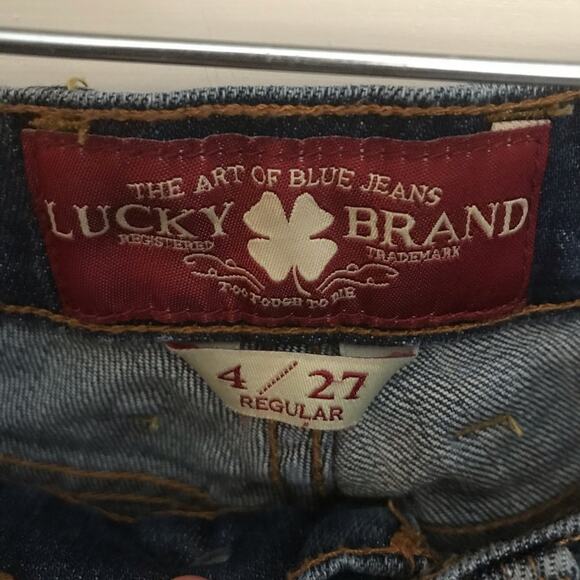 THE ART OF BLUE JEANS
LUCKY BRAND
REGISTERED TRADEMARK
TOO TOUGH TO DIE
4/27
REGULAR